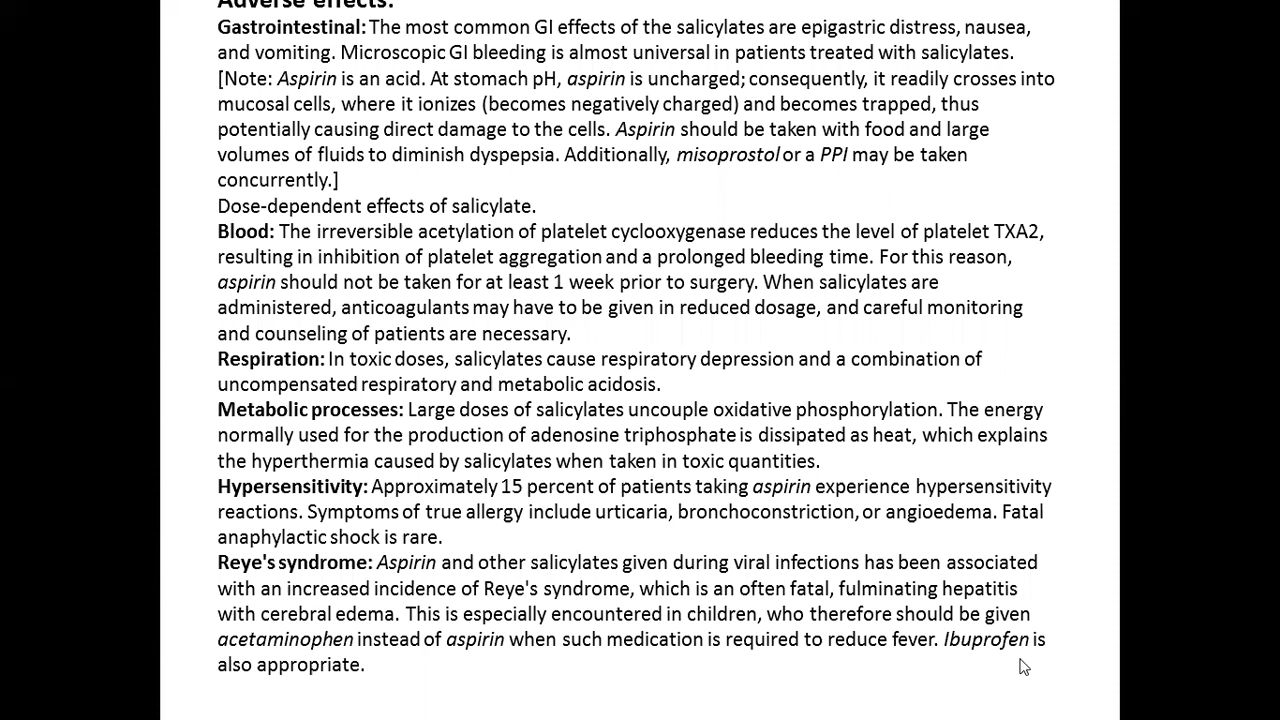 Adverse effects:
Gastrointestinal: The most common GI effects of the salicylates are epigastric distress, nausea,
and vomiting. Microscopic GI bleeding is almost universal in patients treated with salicylates.
[Note: Aspirin is an acid. At stomach pH, aspirin is uncharged; consequently, it readily crosses into
mucosal cells, where it ionizes (becomes negatively charged) and becomes trapped, thus
potentially causing direct damage to the cells. Aspirin should be taken with food and large
volumes of fluids to diminish dyspepsia. Additionally, misoprostol or a PPI may be taken
concurrently.]
Dose-dependent effects of salicylate.
Blood: The irreversible acetylation of platelet cyclooxygenase reduces the level of platelet TXA2,
resulting in inhibition of platelet aggregation and a prolonged bleeding time. For this reason,
aspirin should not be taken for at least 1 week prior to surgery. When salicylates are
administered, anticoagulants may have to be given in reduced dosage, and careful monitoring
and counseling of patients are necessary.
Respiration: In toxic doses, salicylates cause respiratory depression and a combination of
uncompensated respiratory and metabolic acidosis.
Metabolic processes: Large doses of salicylates uncouple oxidative phosphorylation. The energy
normally used for the production of adenosine triphosphate is dissipated as heat, which explains
the hyperthermia caused by salicylates when taken in toxic quantities.
Hypersensitivity: Approximately 15 percent of patients taking aspirin experience hypersensitivity
reactions. Symptoms of true allergy include urticaria, bronchoconstriction, or angioedema. Fatal
anaphylactic shock is rare.
Reye's syndrome: Aspirin and other salicylates given during viral infections has been associated
with an increased incidence of Reye's syndrome, which is an often fatal, fulminating hepatitis
with cerebral edema. This is especially encountered in children, who therefore should be given
acetaminophen instead of aspirin when such medication is required to reduce fever. Ibuprofen is
also appropriate.